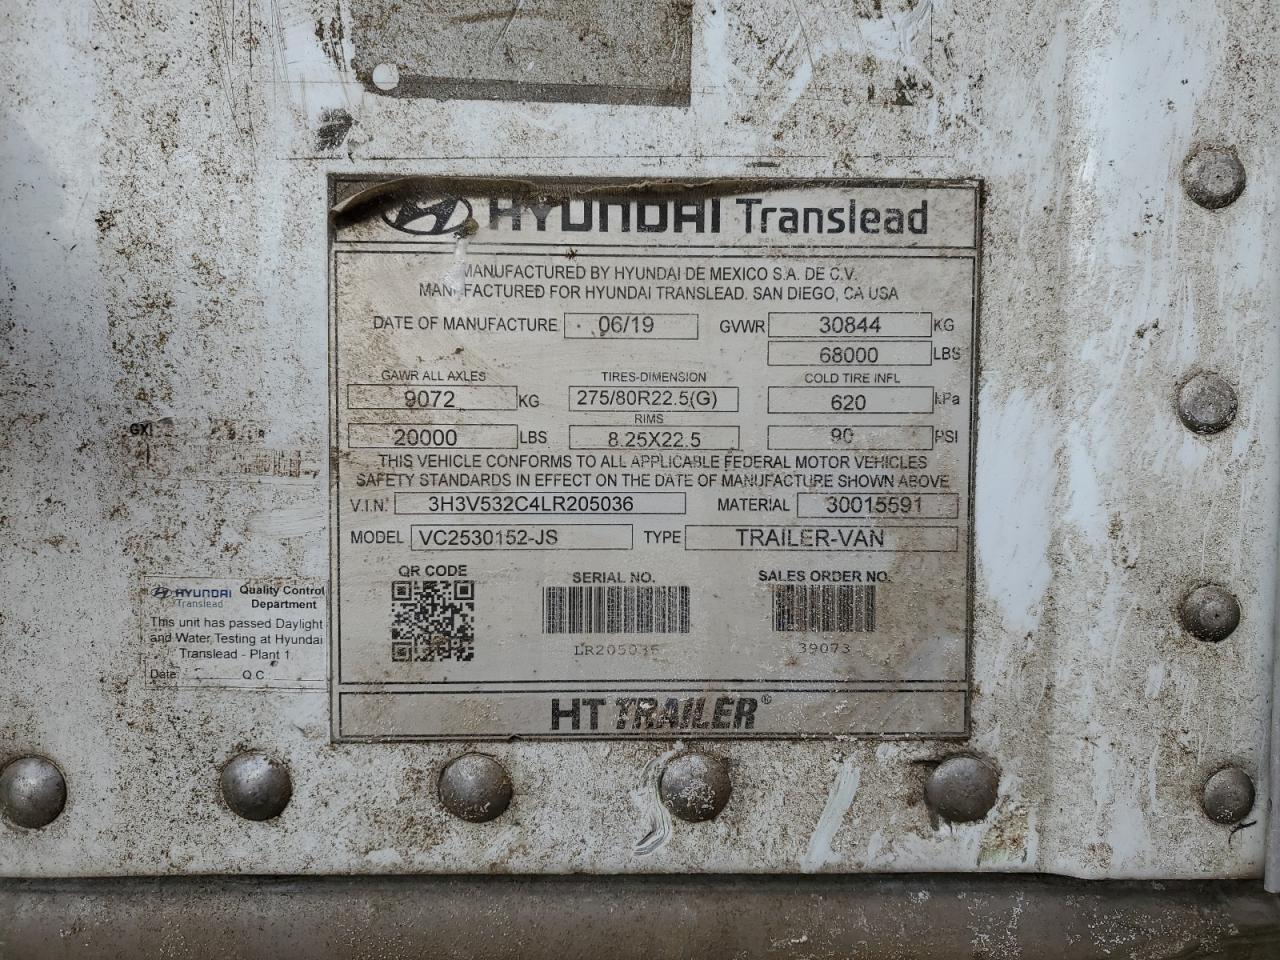 HYUNDAI Translead
MANUFACTURED BY HYUNDAI DE MEXICO S.A. DE C.V.
MANUFACTURED FOR HYUNDAI TRANSLEAD. SAN DIEGO, CA USA
DATE OF MANUFACTURE 06/19 GVWR 30844 KG
68000 LBS
GAWR ALL AXLES TIRES-DIMENSION COLD TIRE INFL
9072 KG 275/80R22.5(G) 620 kPa
RIMS
20000 LBS 8.25X22.5 90 PSI
THIS VEHICLE CONFORMS TO ALL APPLICABLE FEDERAL MOTOR VEHICLES
SAFETY STANDARDS IN EFFECT ON THE DATE OF MANUFACTURE SHOWN ABOVE
V.I.N. 3H3V532C4LR205036 MATERIAL 30015591
MODEL VC2530152-JS TYPE TRAILER-VAN
QR CODE SERIAL NO. SALES ORDER NO.
LR205036 39073
HT TRAILER®
HYUNDAI Translead Quality Control Department
This unit has passed Daylight
and Water Testing at Hyundai
Translead - Plant 1
Date Q C